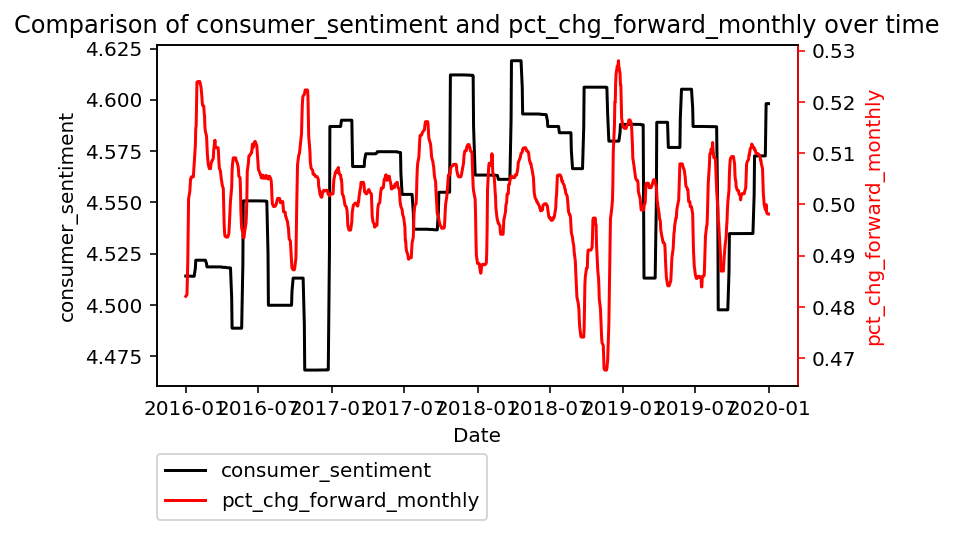 Comparison of consumer_sentiment and pct_chg_forward_monthly over time
4.625
4.600
4.575
4.550
4.525
4.500
4.475
consumer_sentiment
0.53
0.52
0.51
0.50
0.49
0.48
0.47
pct_chg_forward_monthly
2016-01 2016-07 2017-01 2017-07 2018-01 2018-07 2019-01 2019-07 2020-01
Date
consumer_sentiment
pct_chg_forward_monthly